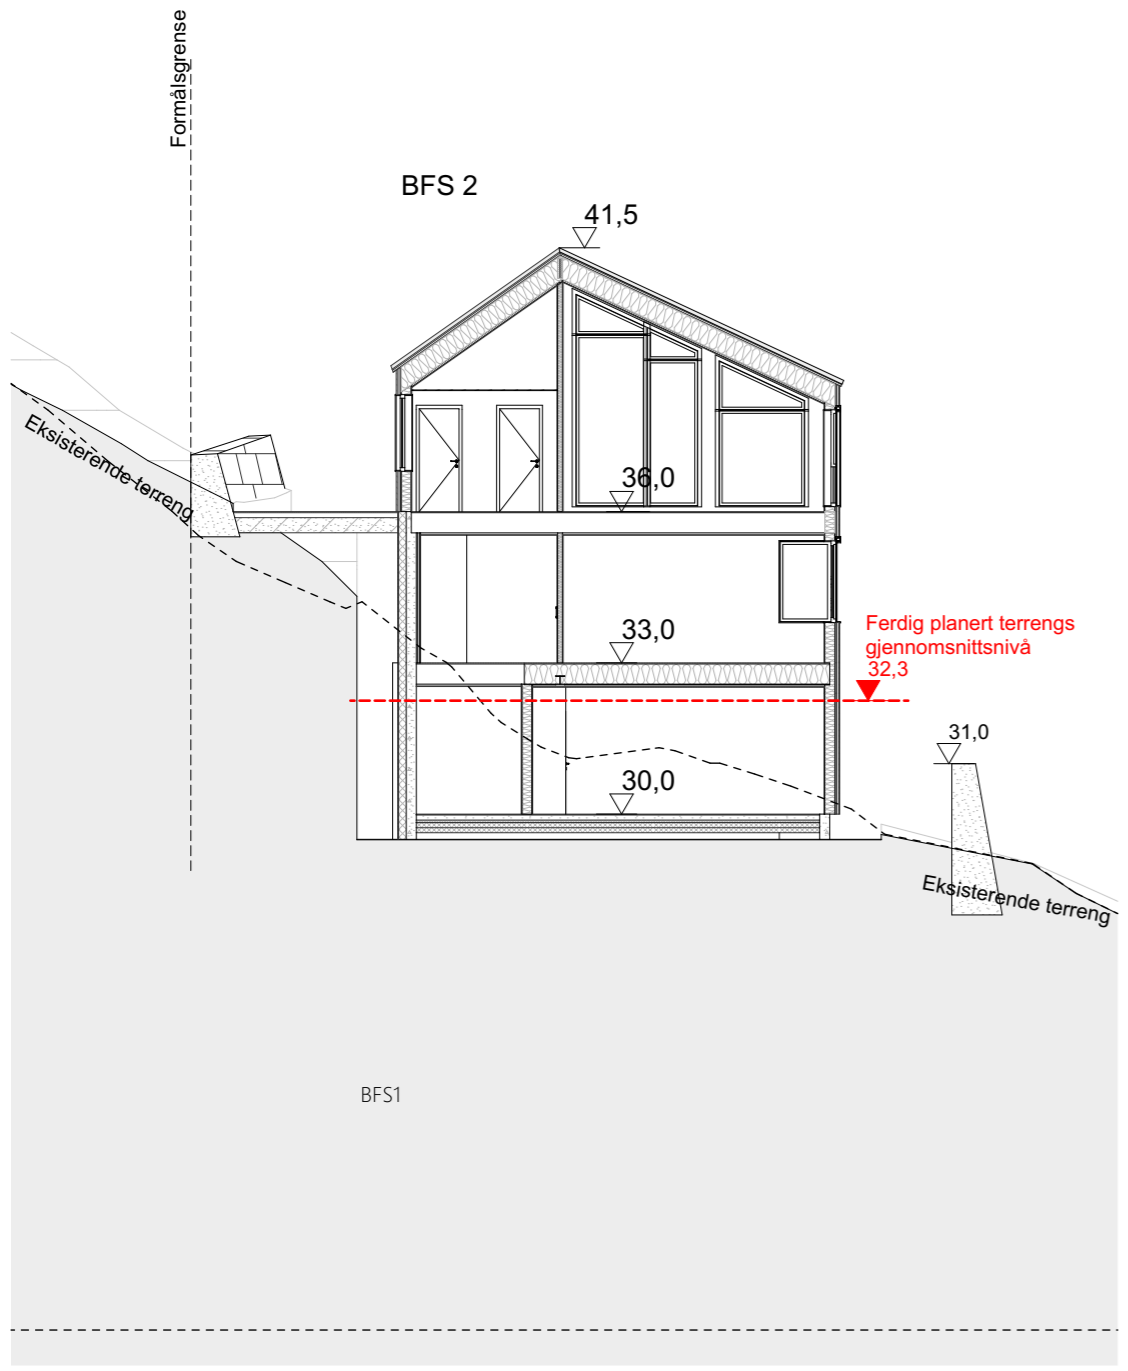 Formålsgrense
BFS 2
41,5
Eksisterende terreng
36,0
33,0
Ferdig planert terrengs
gjennomsnittsnivå
32,3
31,0
30,0
Eksisterende terreng
BFS1